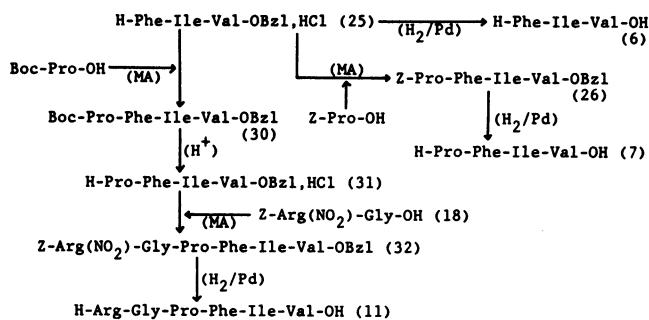 H-Phe-Ile-Val-OBzl,HCl (25) (H2/Pd) H-Phe-Ile-Val-OH
(6)
Boc-Pro-OH (MA) (MA) Z-Pro-Phe-Ile-Val-OBzl
(26)
Boc-Pro-Phe-Ile-Val-OBzl Z-Pro-OH
(30) (H2/Pd)
(H+) H-Pro-Phe-Ile-Val-OH (7)
H-Pro-Phe-Ile-Val-OBzl,HCl (31)
(MA) Z-Arg(NO2)-Gly-OH (18)
Z-Arg(NO2)-Gly-Pro-Phe-Ile-Val-OBzl (32)
(H2/Pd)
H-Arg-Gly-Pro-Phe-Ile-Val-OH (11)